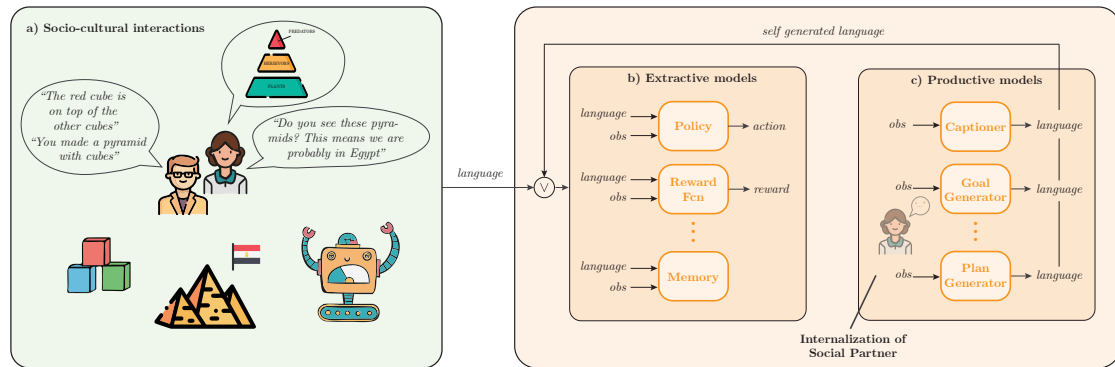 a) Socio-cultural interactions
PREDATORS
HERBIVORS
PLANTS
“The red cube is
on top of the
other cubes”
“You made a pyramid
with cubes”
“Do you see these pyra-
mids? This means we are
probably in Egypt”
language
self generated language
b) Extractive models
language
obs
Policy
action
language
obs
Reward
Fcn
reward
language
obs
Memory
c) Productive models
obs
Captioner
language
obs
Goal
Generator
language
obs
Plan
Generator
language
Internalization of
Social Partner
V